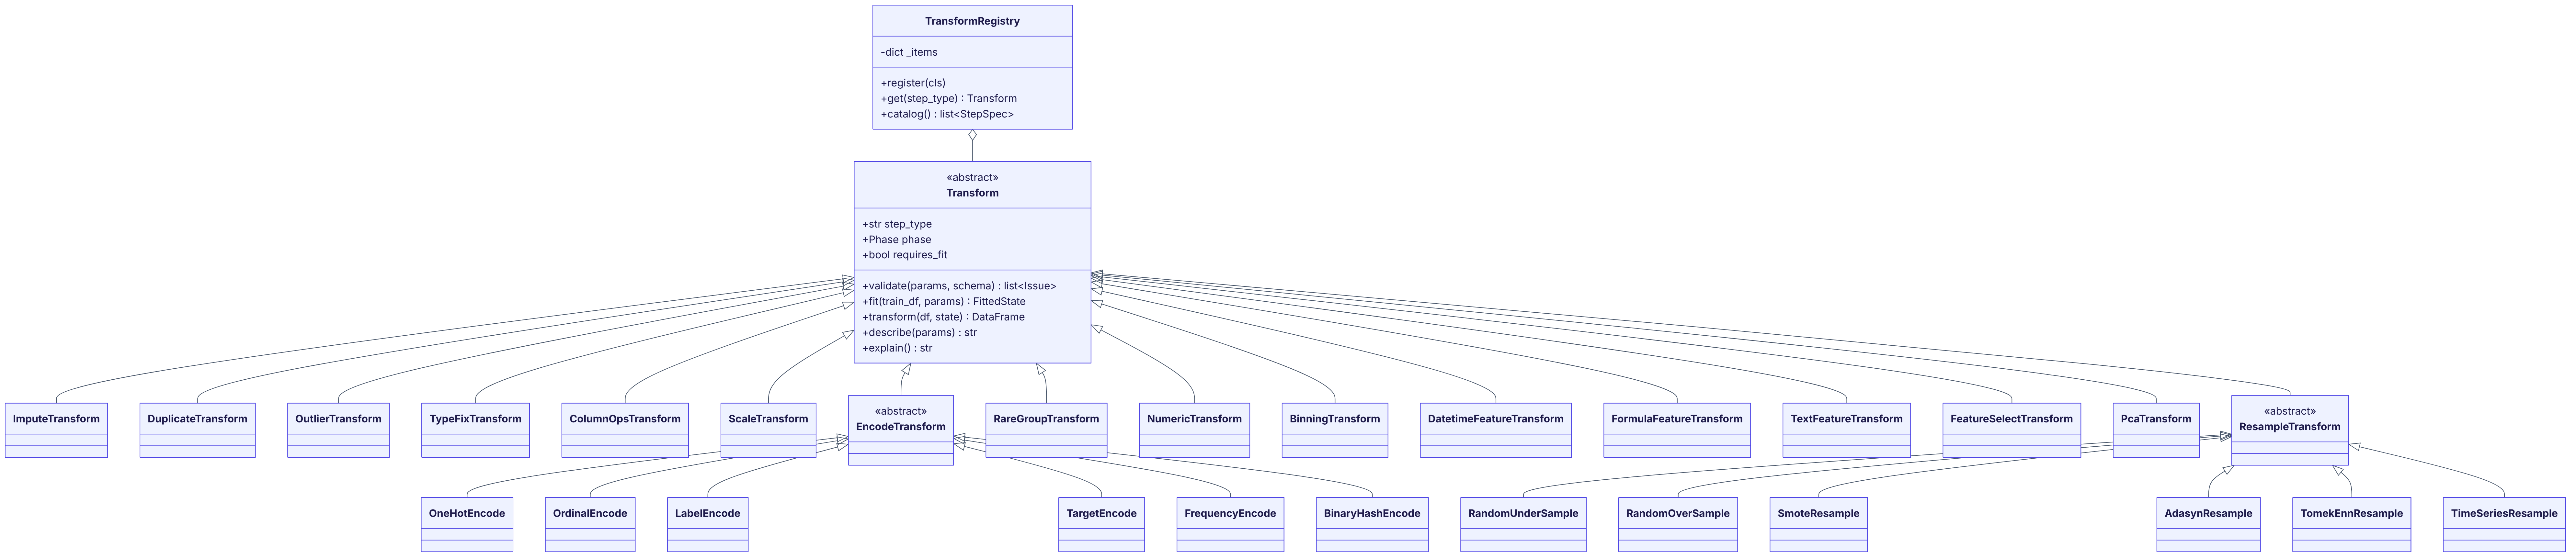 TransformRegistry
-dict _items
+register(cls)
+get(step_type) : Transform
+catalog() : list<StepSpec>
«abstract»
Transform
+str step_type
+Phase phase
+bool requires_fit
+validate(params, schema) : list<Issue>
+fit(train_df, params) : FittedState
+transform(df, state) : DataFrame
+describe(params) : str
+explain() : str
ImputeTransform
DuplicateTransform
OutlierTransform
TypeFixTransform
ColumnOpsTransform
ScaleTransform
«abstract»
EncodeTransform
RareGroupTransform
NumericTransform
BinningTransform
DatetimeFeatureTransform
FormulaFeatureTransform
TextFeatureTransform
FeatureSelectTransform
PcaTransform
«abstract»
ResampleTransform
OneHotEncode
OrdinalEncode
LabelEncode
TargetEncode
FrequencyEncode
BinaryHashEncode
RandomUnderSample
RandomOverSample
SmoteResample
AdasynResample
TomekEnnResample
TimeSeriesResample